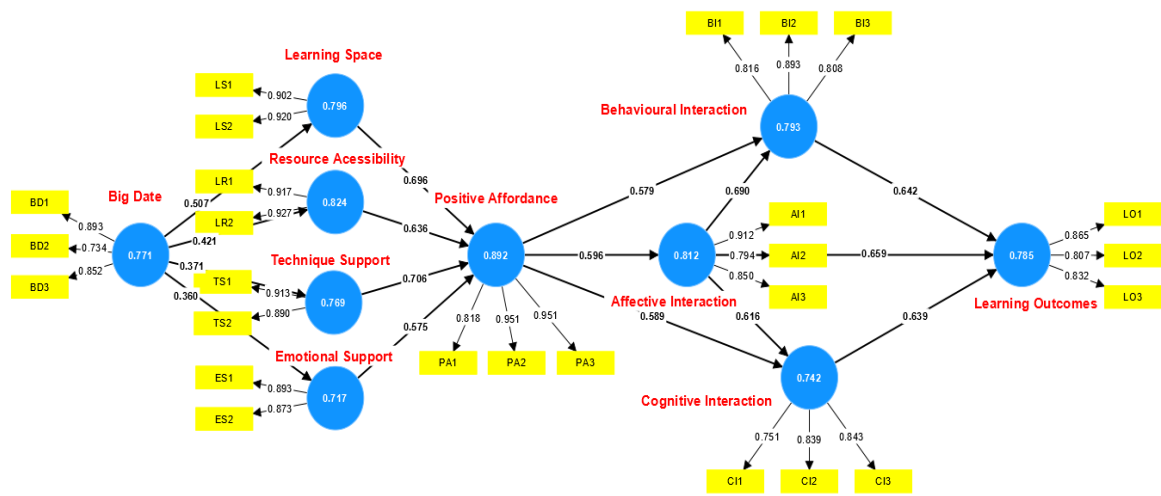 BI1
BI2
BI3
0.816
0.893
0.808
Learning Space
LS1
0.902
LS2
0.920
0.796
Behavioural Interaction
0.793
Resource Acessibility
LR1
0.917
LR2
0.927
0.824
Big Date
BD1
0.893
BD2
0.734
BD3
0.852
0.771
0.507
0.421
0.371
0.360
0.696
0.636
0.706
0.575
Positive Affordance
0.892
0.579
0.690
0.642
0.596
0.812
AI1
0.912
AI2
0.794
AI3
0.850
0.659
0.785
LO1
0.865
LO2
0.807
LO3
0.832
Learning Outcomes
Technique Support
TS1
0.913
TS2
0.890
0.769
Affective Interaction
0.589
0.616
0.639
0.818
0.951
0.951
PA1
PA2
PA3
Emotional Support
ES1
0.893
ES2
0.873
0.717
0.742
Cognitive Interaction
0.751
0.839
0.843
CI1
CI2
CI3